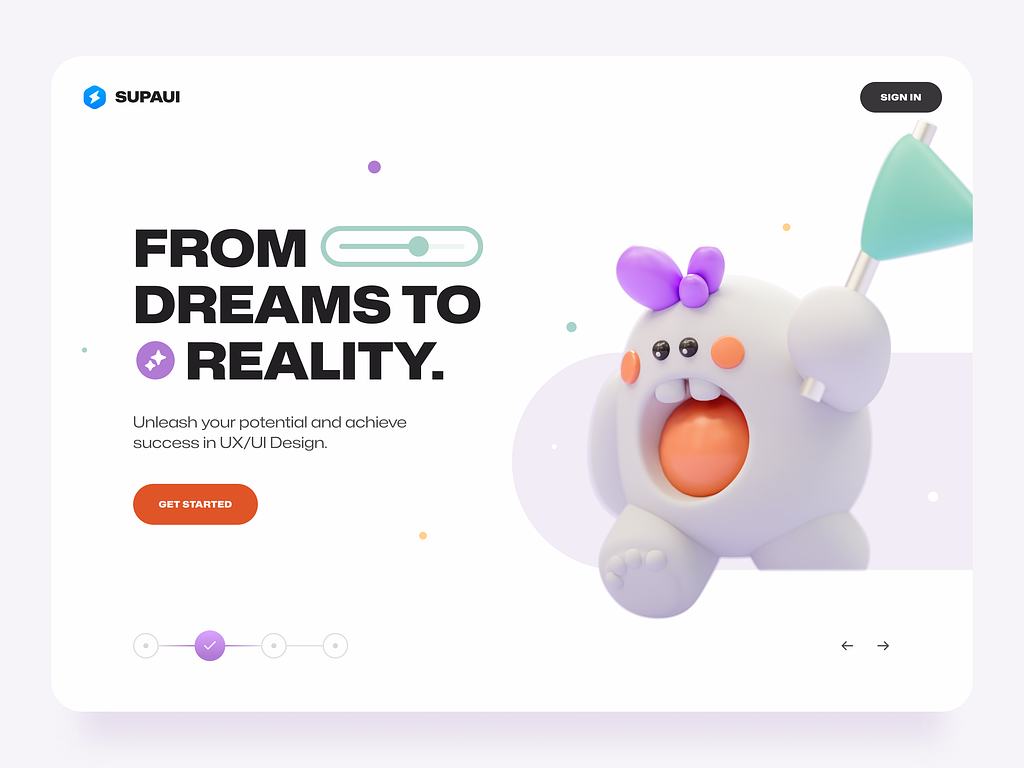 SUPAUI
SIGN IN
FROM
DREAMS TO
REALITY.
Unleash your potential and achieve
success in UX/UI Design.
GET STARTED